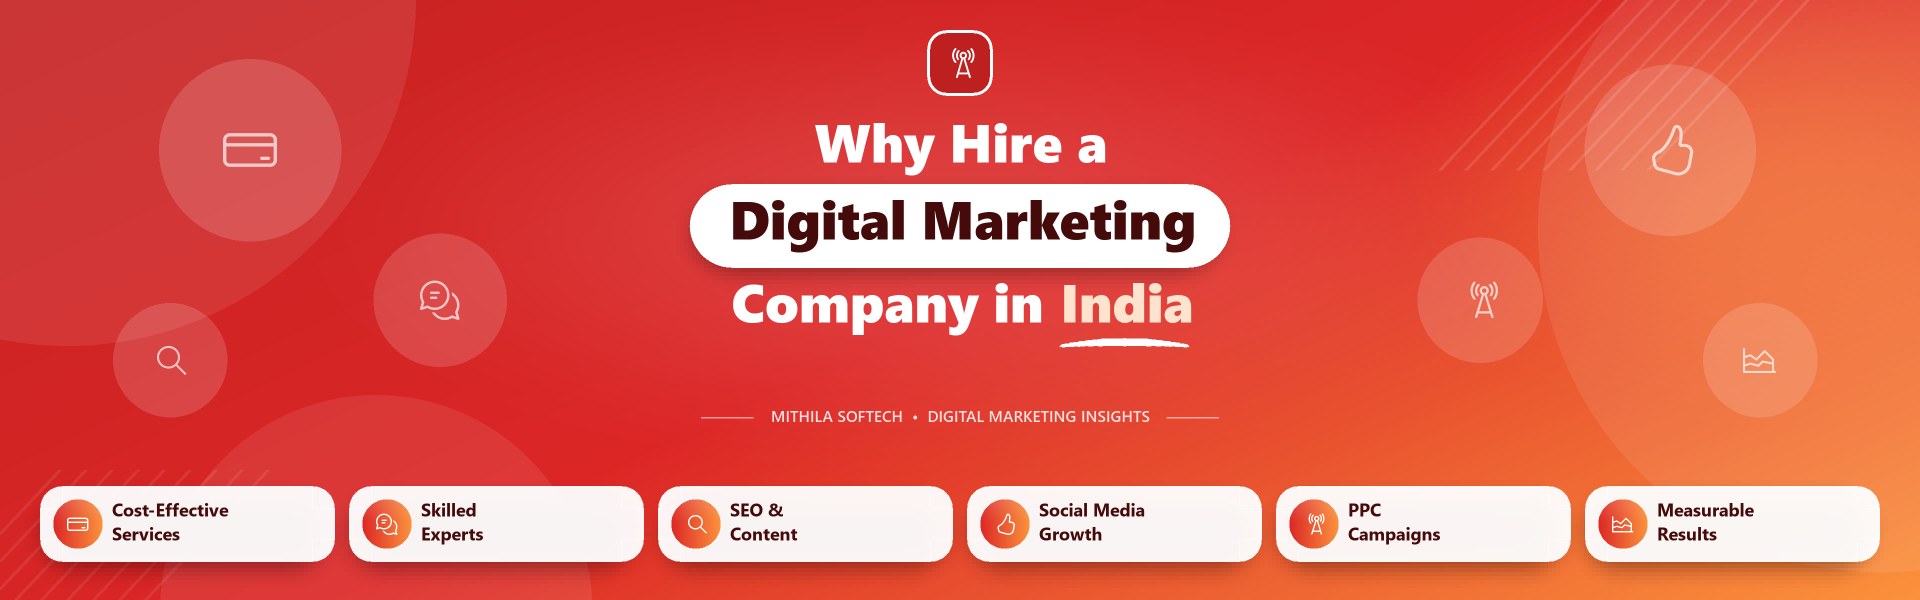 Why Hire a
Digital Marketing
Company in India
MITHILA SOFTECH • DIGITAL MARKETING INSIGHTS
Cost-Effective
Services
Skilled
Experts
SEO &
Content
Social Media
Growth
PPC
Campaigns
Measurable
Results